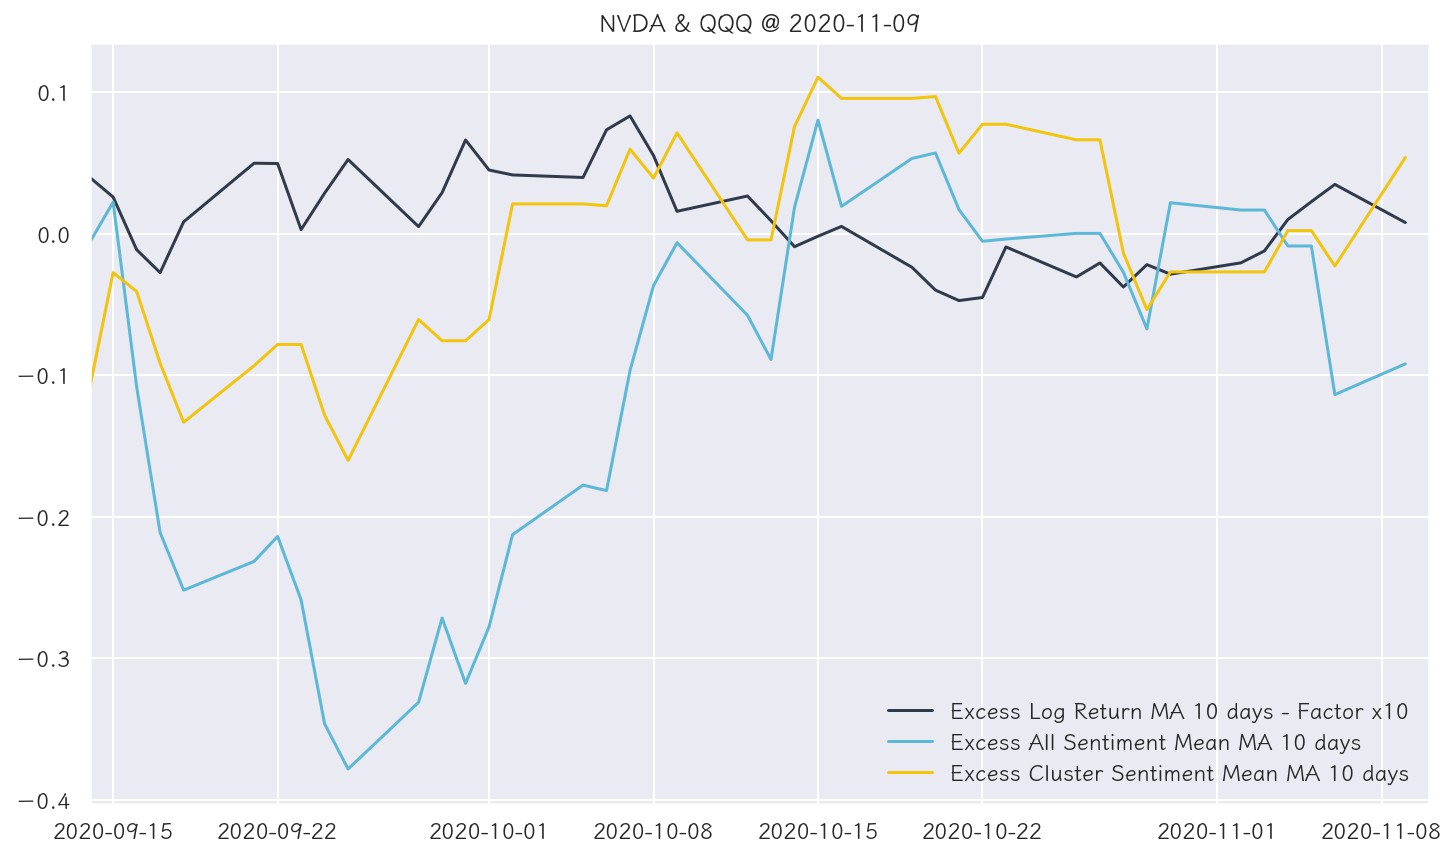 NVDA & QQQ @ 2020-11-09
0.1
0.0
−0.1
−0.2
−0.3
−0.4
Excess Log Return MA 10 days - Factor x10
Excess All Sentiment Mean MA 10 days
Excess Cluster Sentiment Mean MA 10 days
2020-09-15 2020-09-22 2020-10-01 2020-10-08 2020-10-15 2020-10-22 2020-11-01 2020-11-08